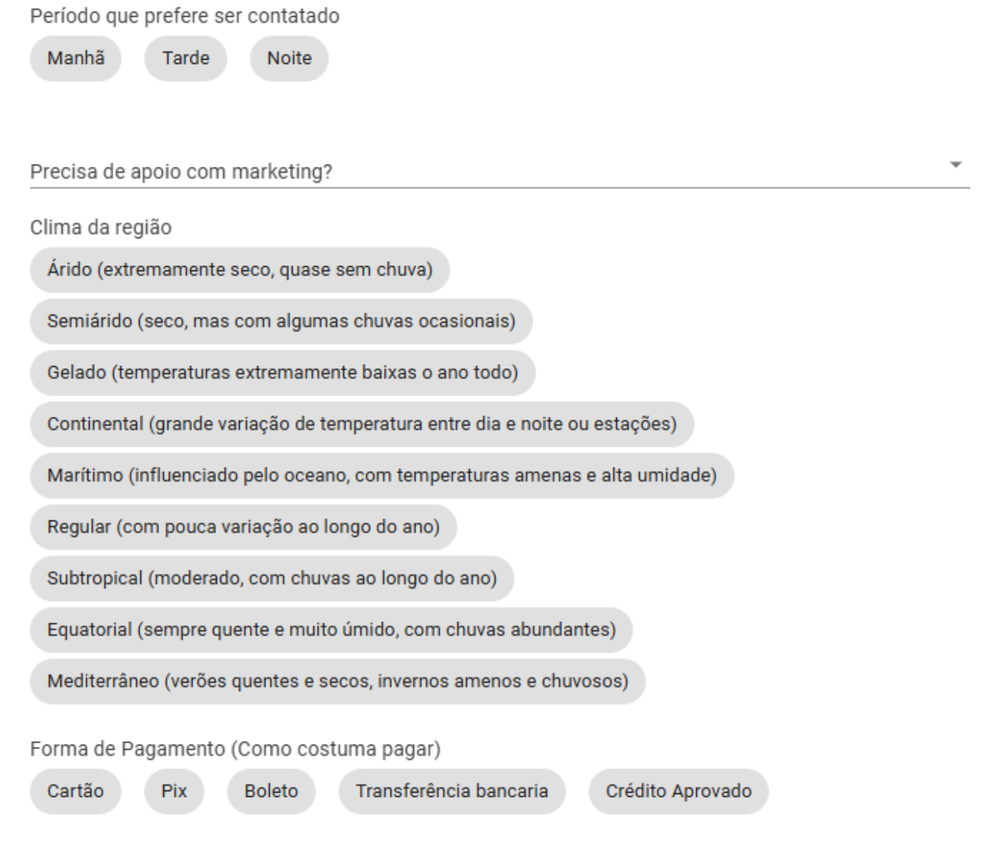 Período que prefere ser contatado
Manhã Tarde Noite
Precisa de apoio com marketing?
Clima da região
Árido (extremamente seco, quase sem chuva)
Semiárido (seco, mas com algumas chuvas ocasionais)
Gelado (temperaturas extremamente baixas o ano todo)
Continental (grande variação de temperatura entre dia e noite ou estações)
Marítimo (influenciado pelo oceano, com temperaturas amenas e alta umidade)
Regular (com pouca variação ao longo do ano)
Subtropical (moderado, com chuvas ao longo do ano)
Equatorial (sempre quente e muito úmido, com chuvas abundantes)
Mediterrâneo (verões quentes e secos, invernos amenos e chuvosos)
Forma de Pagamento (Como costuma pagar)
Cartão Pix Boleto Transferência bancaria Crédito Aprovado